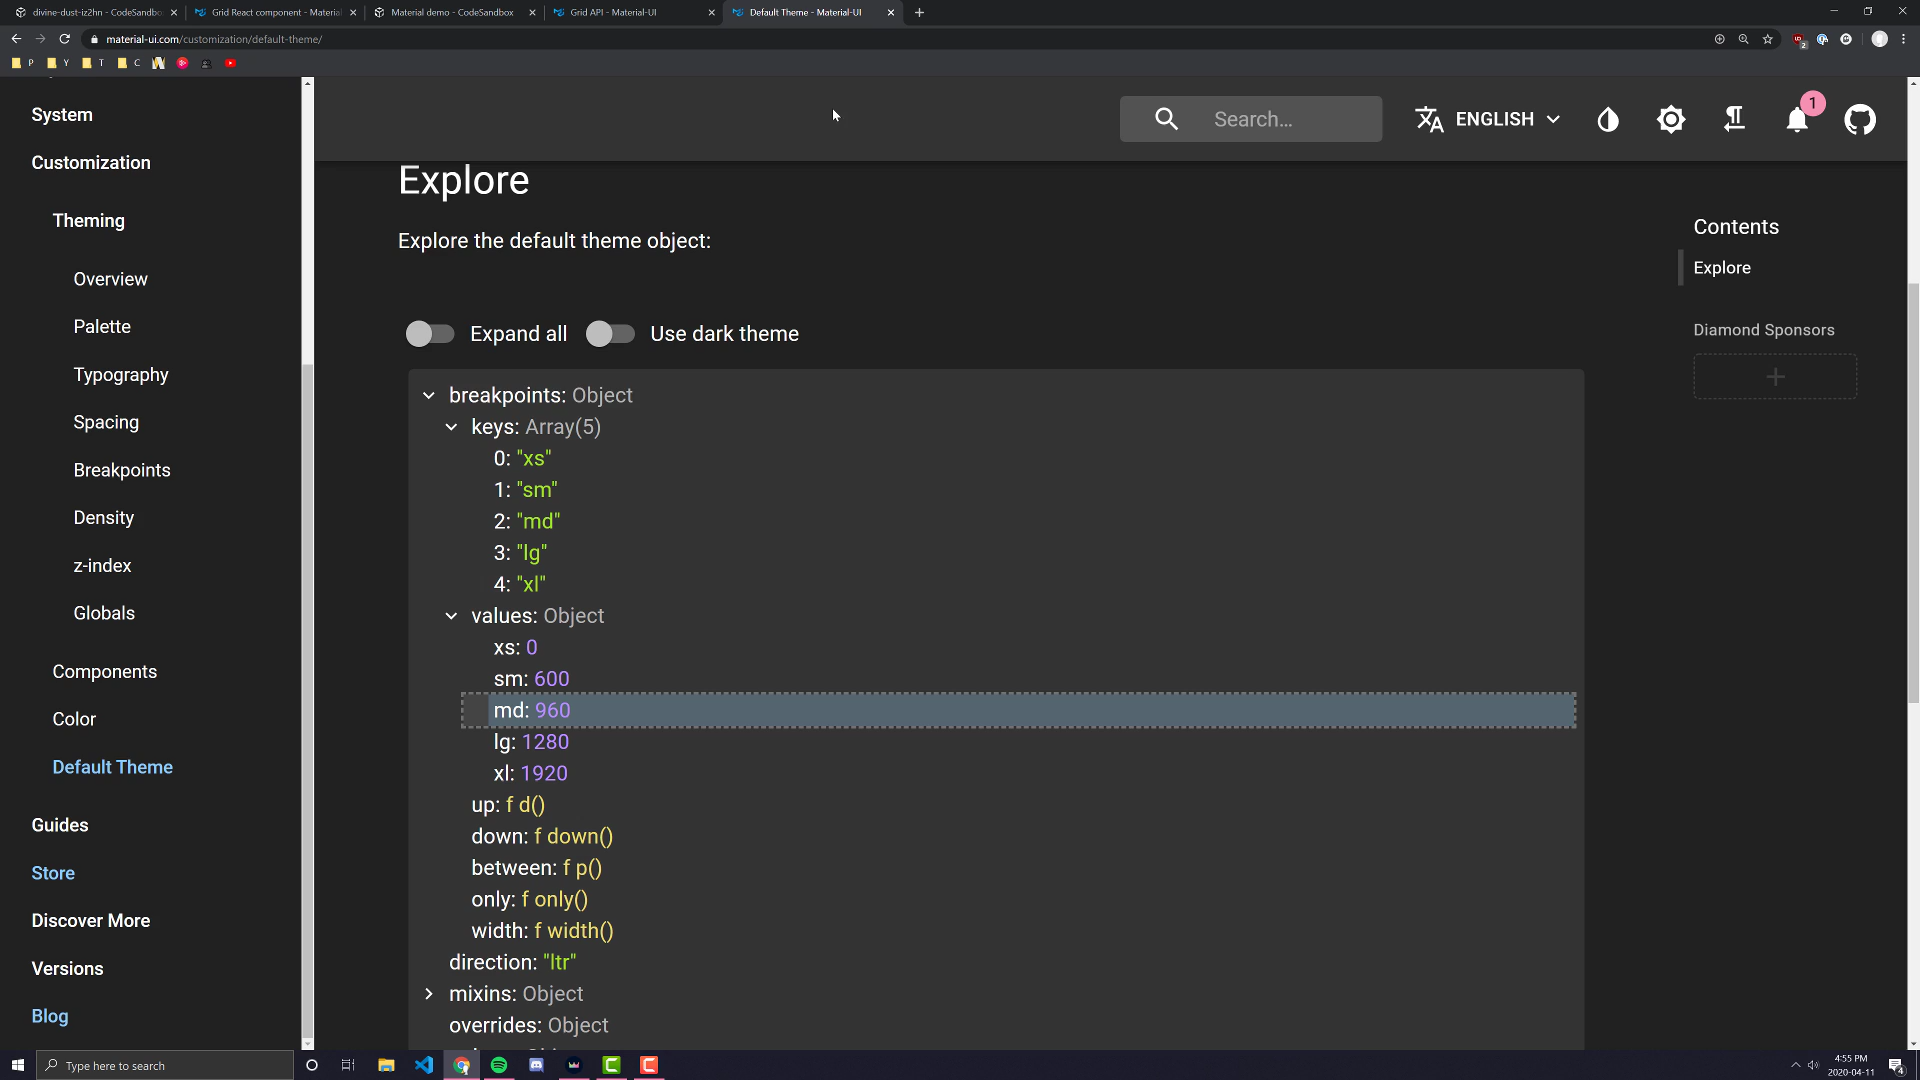 divine-dust-iz2hn - CodeSandbo
Grid React component - Material
Material demo - CodeSandbox
Grid API - Material-UI
Default Theme - Material-UI
material-ui.com/customization/default-theme/
P
Y
T
C
2
System
Customization
Theming
Overview
Palette
Typography
Spacing
Breakpoints
Density
z-index
Globals
Components
Color
Default Theme
Guides
Store
Discover More
Versions
Blog
Search...
ENGLISH
1
Explore
Explore the default theme object:
Expand all
Use dark theme
breakpoints: Object
keys: Array(5)
0: "xs"
1: "sm"
2: "md"
3: "lg"
4: "xl"
values: Object
xs: 0
sm: 600
md: 960
lg: 1280
xl: 1920
up: f d()
down: f down()
between: f p()
only: f only()
width: f width()
direction: "ltr"
mixins: Object
overrides: Object
Contents
Explore
Diamond Sponsors
Type here to search
4:55 PM
2020-04-11
4